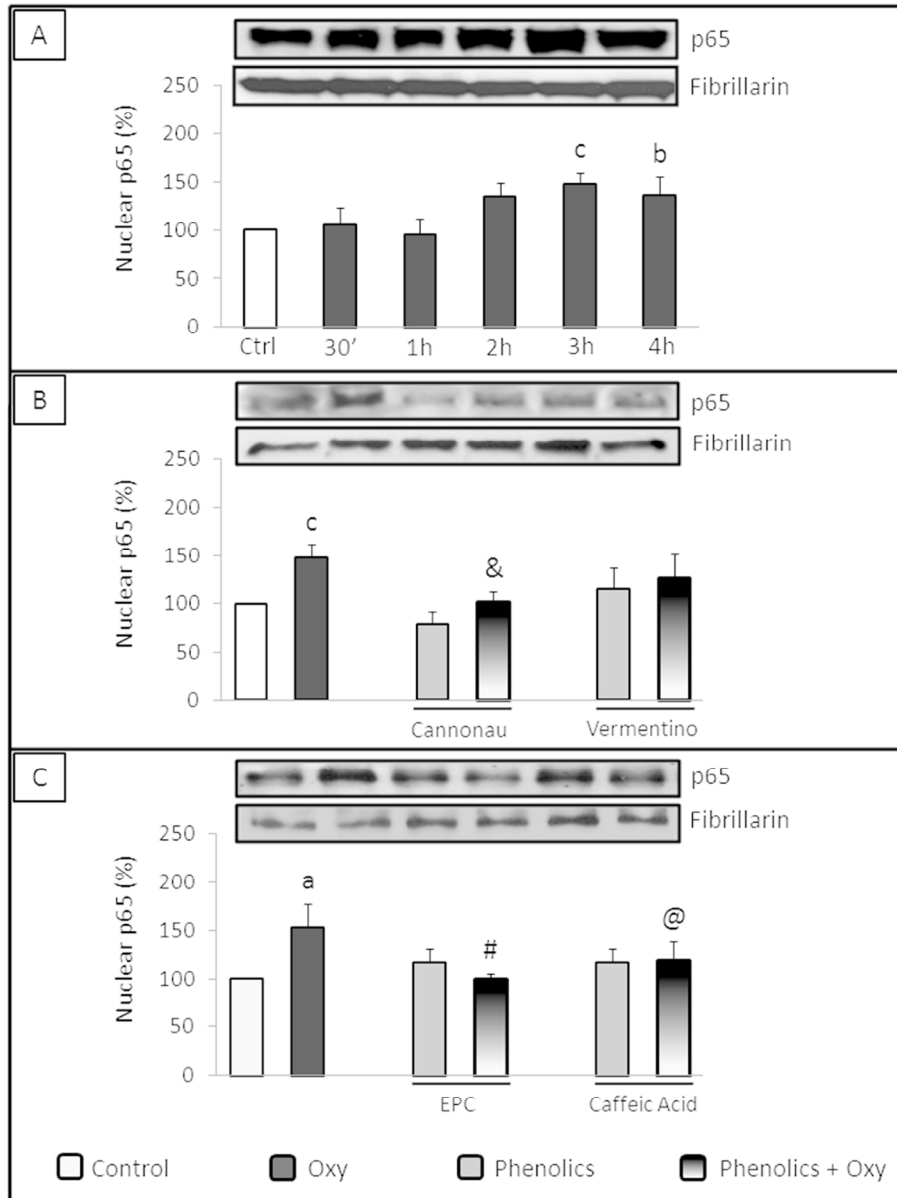 A
p65
Fibrillarin
Nuclear p65 (%)
250
200
150
100
50
0
c
b
Ctrl
30’
1h
2h
3h
4h
B
p65
Fibrillarin
Nuclear p65 (%)
250
200
150
100
50
0
c
&
Cannonau
Vermentino
C
p65
Fibrillarin
Nuclear p65 (%)
250
200
150
100
50
0
a
#
@
EPC
Caffeic Acid
Control
Oxy
Phenolics
Phenolics + Oxy